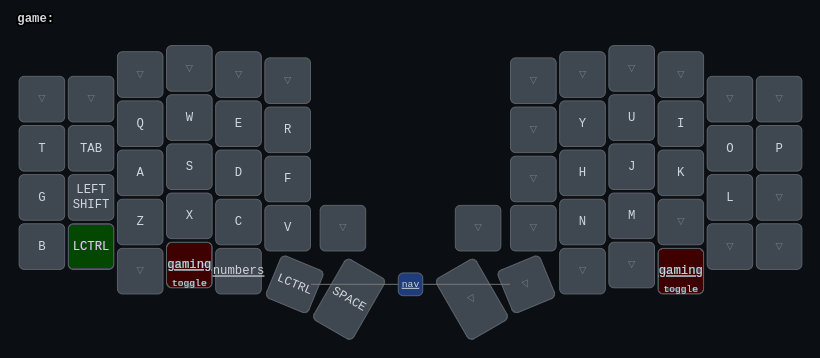 game:
T TAB Q W E R Y U I O P
G LEFT SHIFT A S D F H J K L
B LCTRL Z X C V N M
gaming toggle numbers LCTRL SPACE nav gaming toggle